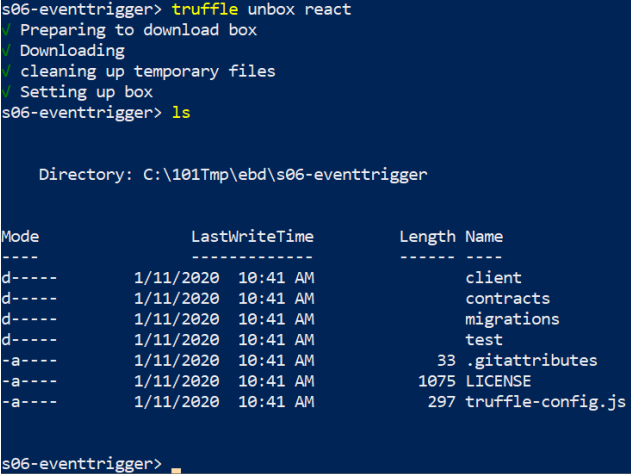 s06-eventtrigger> truffle unbox react
√ Preparing to download box
√ Downloading
√ cleaning up temporary files
√ Setting up box
s06-eventtrigger> ls
    Directory: C:\101Tmp\ebd\s06-eventtrigger
Mode                LastWriteTime         Length Name
----                -------------         ------ ----
d-----        1/11/2020  10:41 AM                client
d-----        1/11/2020  10:41 AM                contracts
d-----        1/11/2020  10:41 AM                migrations
d-----        1/11/2020  10:41 AM                test
-a----        1/11/2020  10:41 AM             33 .gitattributes
-a----        1/11/2020  10:41 AM           1075 LICENSE
-a----        1/11/2020  10:41 AM            297 truffle-config.js
s06-eventtrigger>